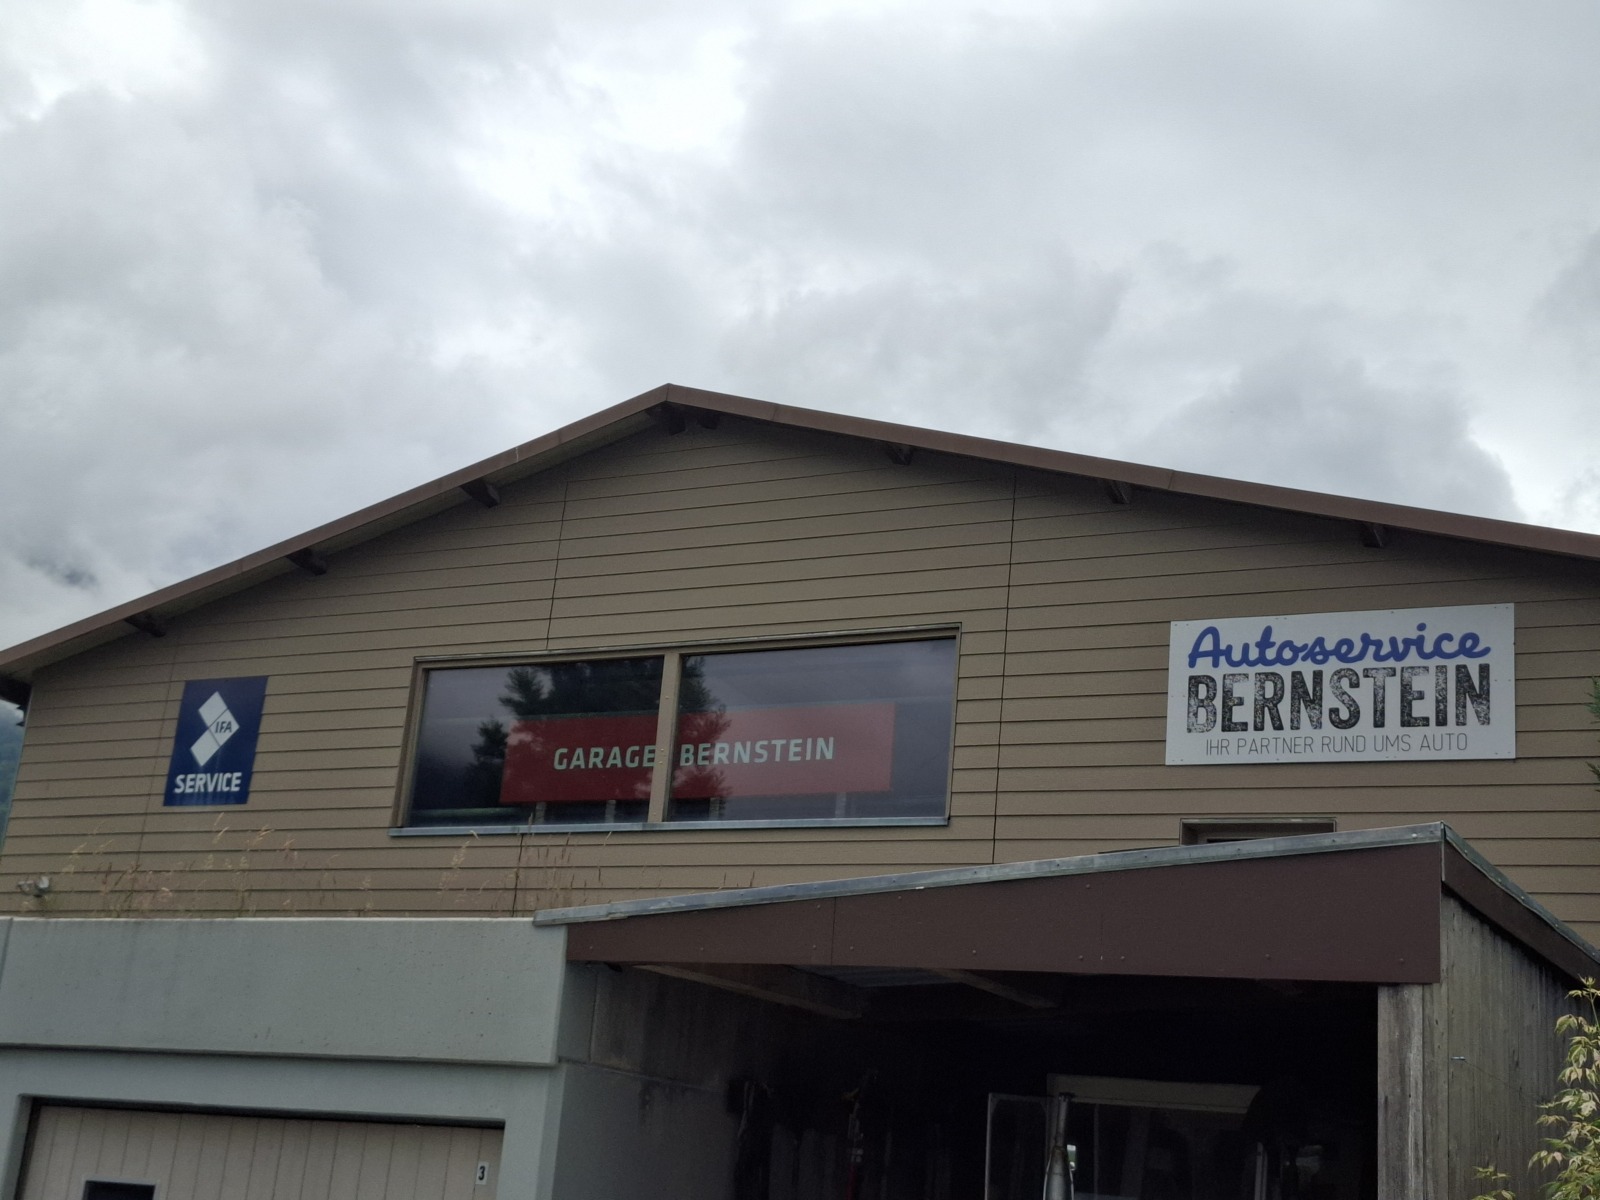 IFA
SERVICE
GARAGE BERNSTEIN
Autoservice
BERNSTEIN
IHR PARTNER RUND UMS AUTO
3